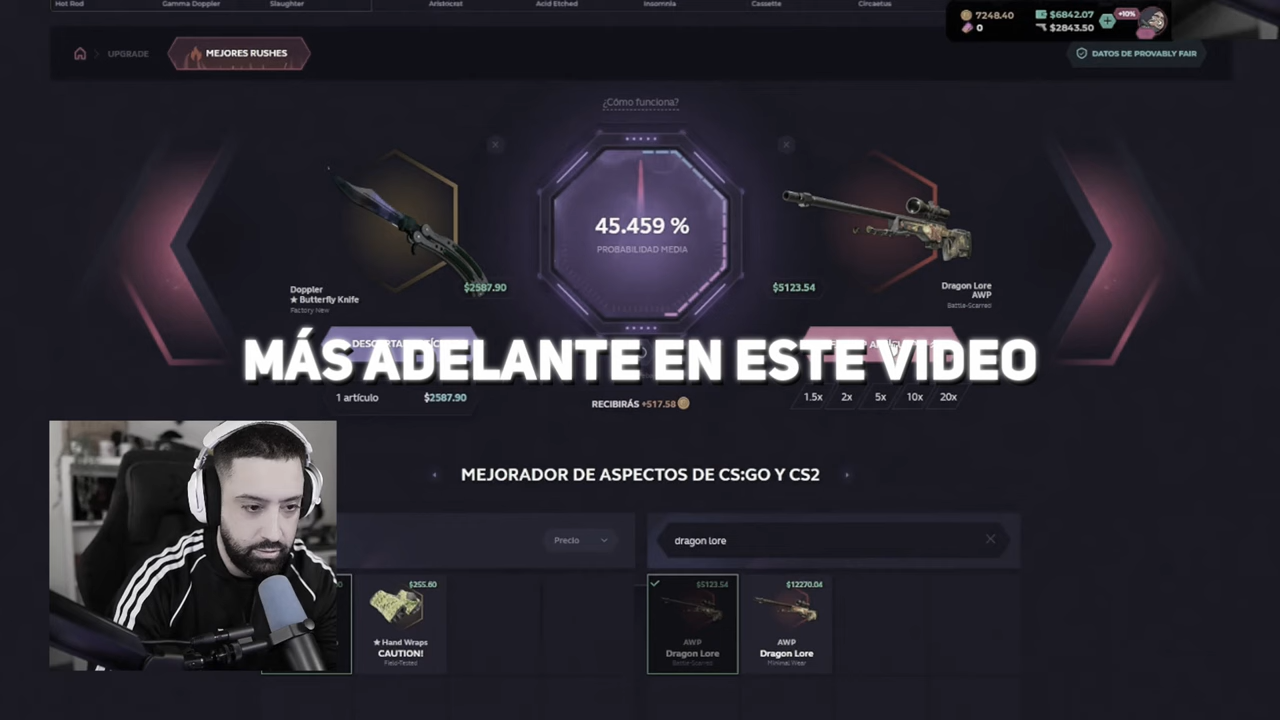 Hot Rod
Gamma Doppler
Slaughter
Aristocrat
Acid Etched
Insomnia
Cassette
Circaetus
7248.40
$6842.07
+10%
0
$2843.50
UPGRADE
MEJORES RUSHES
DATOS DE PROVABLY FAIR
¿Cómo funciona?
45.459 %
PROBABILIDAD MEDIA
Doppler
★ Butterfly Knife
Factory New
$2587.90
$5123.54
Dragon Lore
AWP
Battle-Scarred
MÁS ADELANTE EN ESTE VIDEO
1 artículo
$2587.90
RECIBIRÁS +517.58
1.5x
2x
5x
10x
20x
MEJORADOR DE ASPECTOS DE CS:GO Y CS2
Precio
dragon lore
$255.60
★ Hand Wraps
CAUTION!
Field-Tested
$5123.54
AWP
Dragon Lore
Battle-Scarred
$12270.04
AWP
Dragon Lore
Minimal Wear